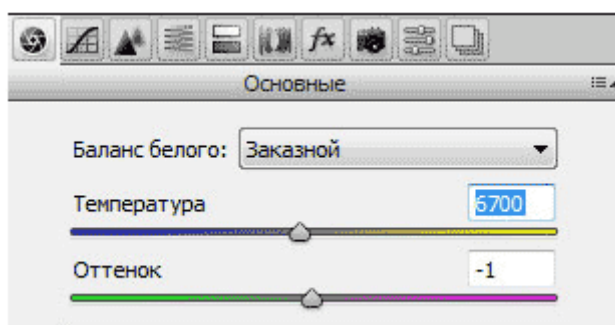 fx
Основные
Баланс белого: Заказной
Температура 6700
Оттенок -1